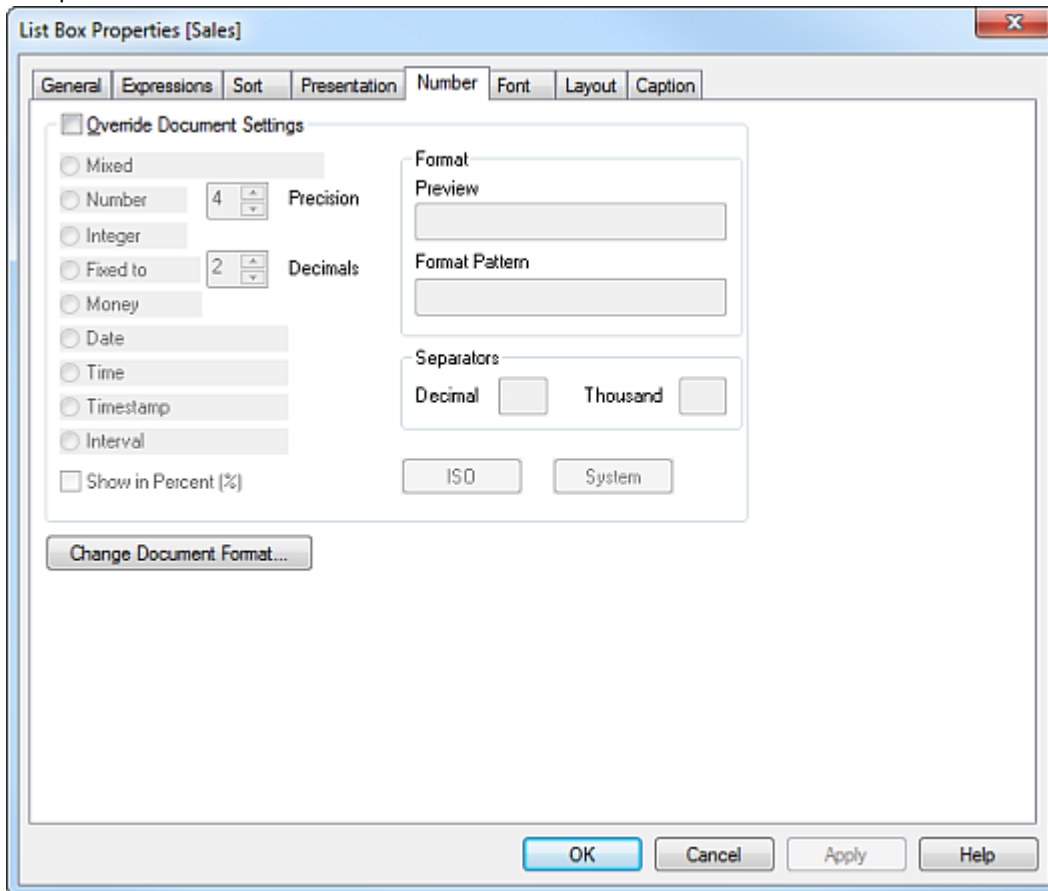 List Box Properties [Sales]
General Expressions Sort Presentation Number Font Layout Caption
Override Document Settings
Mixed
Number 4 Precision
Integer
Fixed to 2 Decimals
Money
Date
Time
Timestamp
Interval
Show in Percent (%)
Format
Preview
Format Pattern
Separators
Decimal Thousand
ISO System
Change Document Format...
OK Cancel Apply Help